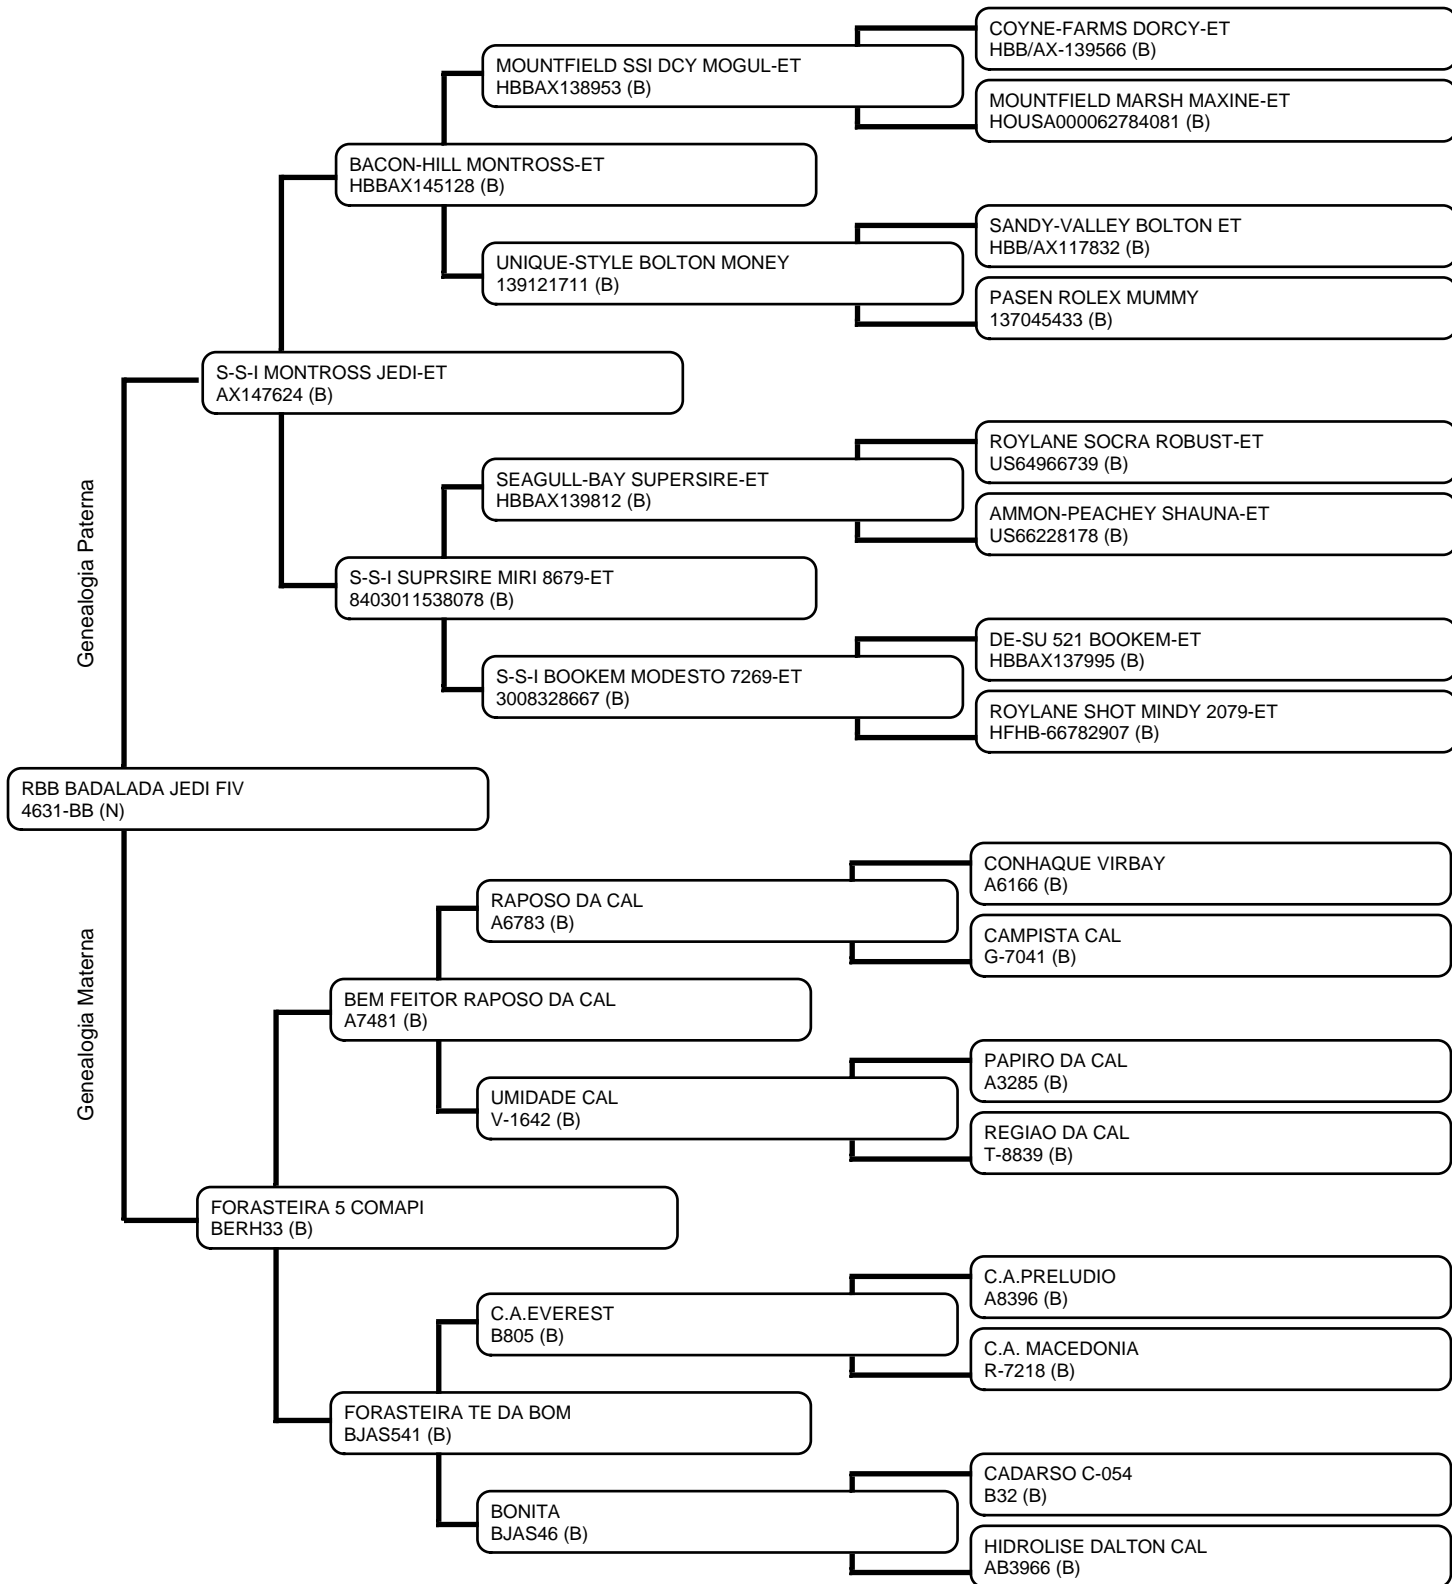 COYNE-FARMS DORCY-ET
HBB/AX-139566 (B)
MOUNTFIELD SSI DCY MOGUL-ET
HBBAX138953 (B)
MOUNTFIELD MARSH MAXINE-ET
HOUSA000062784081 (B)
BACON-HILL MONTROSS-ET
HBBAX145128 (B)
SANDY-VALLEY BOLTON ET
HBB/AX117832 (B)
UNIQUE-STYLE BOLTON MONEY
139121711 (B)
PASEN ROLEX MUMMY
137045433 (B)
S-S-I MONTROSS JEDI-ET
AX147624 (B)
ROYLANE SOCRA ROBUST-ET
US64966739 (B)
SEAGULL-BAY SUPERSIRE-ET
HBBAX139812 (B)
AMMON-PEACHEY SHAUNA-ET
US66228178 (B)
Genealogia Paterna
S-S-I SUPRSIRE MIRI 8679-ET
8403011538078 (B)
DE-SU 521 BOOKEM-ET
HBBAX137995 (B)
S-S-I BOOKEM MODESTO 7269-ET
3008328667 (B)
ROYLANE SHOT MINDY 2079-ET
HFHB-66782907 (B)
RBB BADALADA JEDI FIV
4631-BB (N)
CONHAQUE VIRBAY
A6166 (B)
RAPOSO DA CAL
A6783 (B)
CAMPISTA CAL
G-7041 (B)
Genealogia Materna
BEM FEITOR RAPOSO DA CAL
A7481 (B)
PAPIRO DA CAL
A3285 (B)
UMIDADE CAL
V-1642 (B)
REGIAO DA CAL
T-8839 (B)
FORASTEIRA 5 COMAPI
BERH33 (B)
C.A.PRELUDIO
A8396 (B)
C.A.EVEREST
B805 (B)
C.A. MACEDONIA
R-7218 (B)
FORASTEIRA TE DA BOM
BJAS541 (B)
CADARSO C-054
B32 (B)
BONITA
BJAS46 (B)
HIDROLISE DALTON CAL
AB3966 (B)